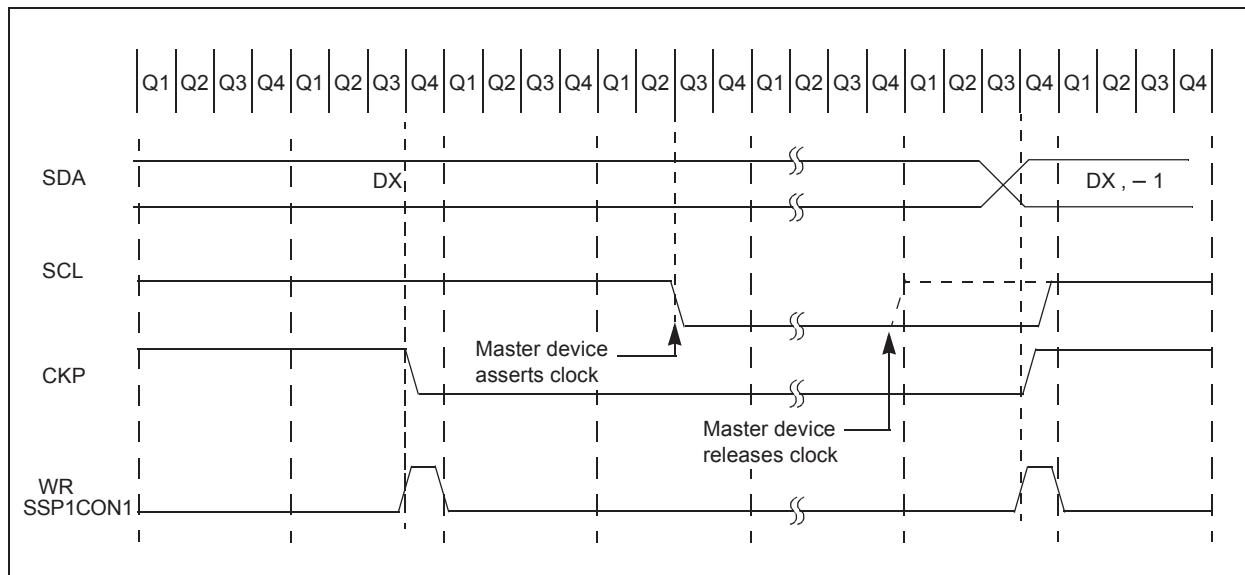 Q1 Q2 Q3 Q4 Q1 Q2 Q3 Q4 Q1 Q2 Q3 Q4 Q1 Q2 Q3 Q4 Q1 Q2 Q3 Q4 Q1 Q2 Q3 Q4 Q1 Q2 Q3 Q4
SDA
DX
DX , – 1
SCL
Master device
asserts clock
CKP
Master device
releases clock
WR
SSP1CON1